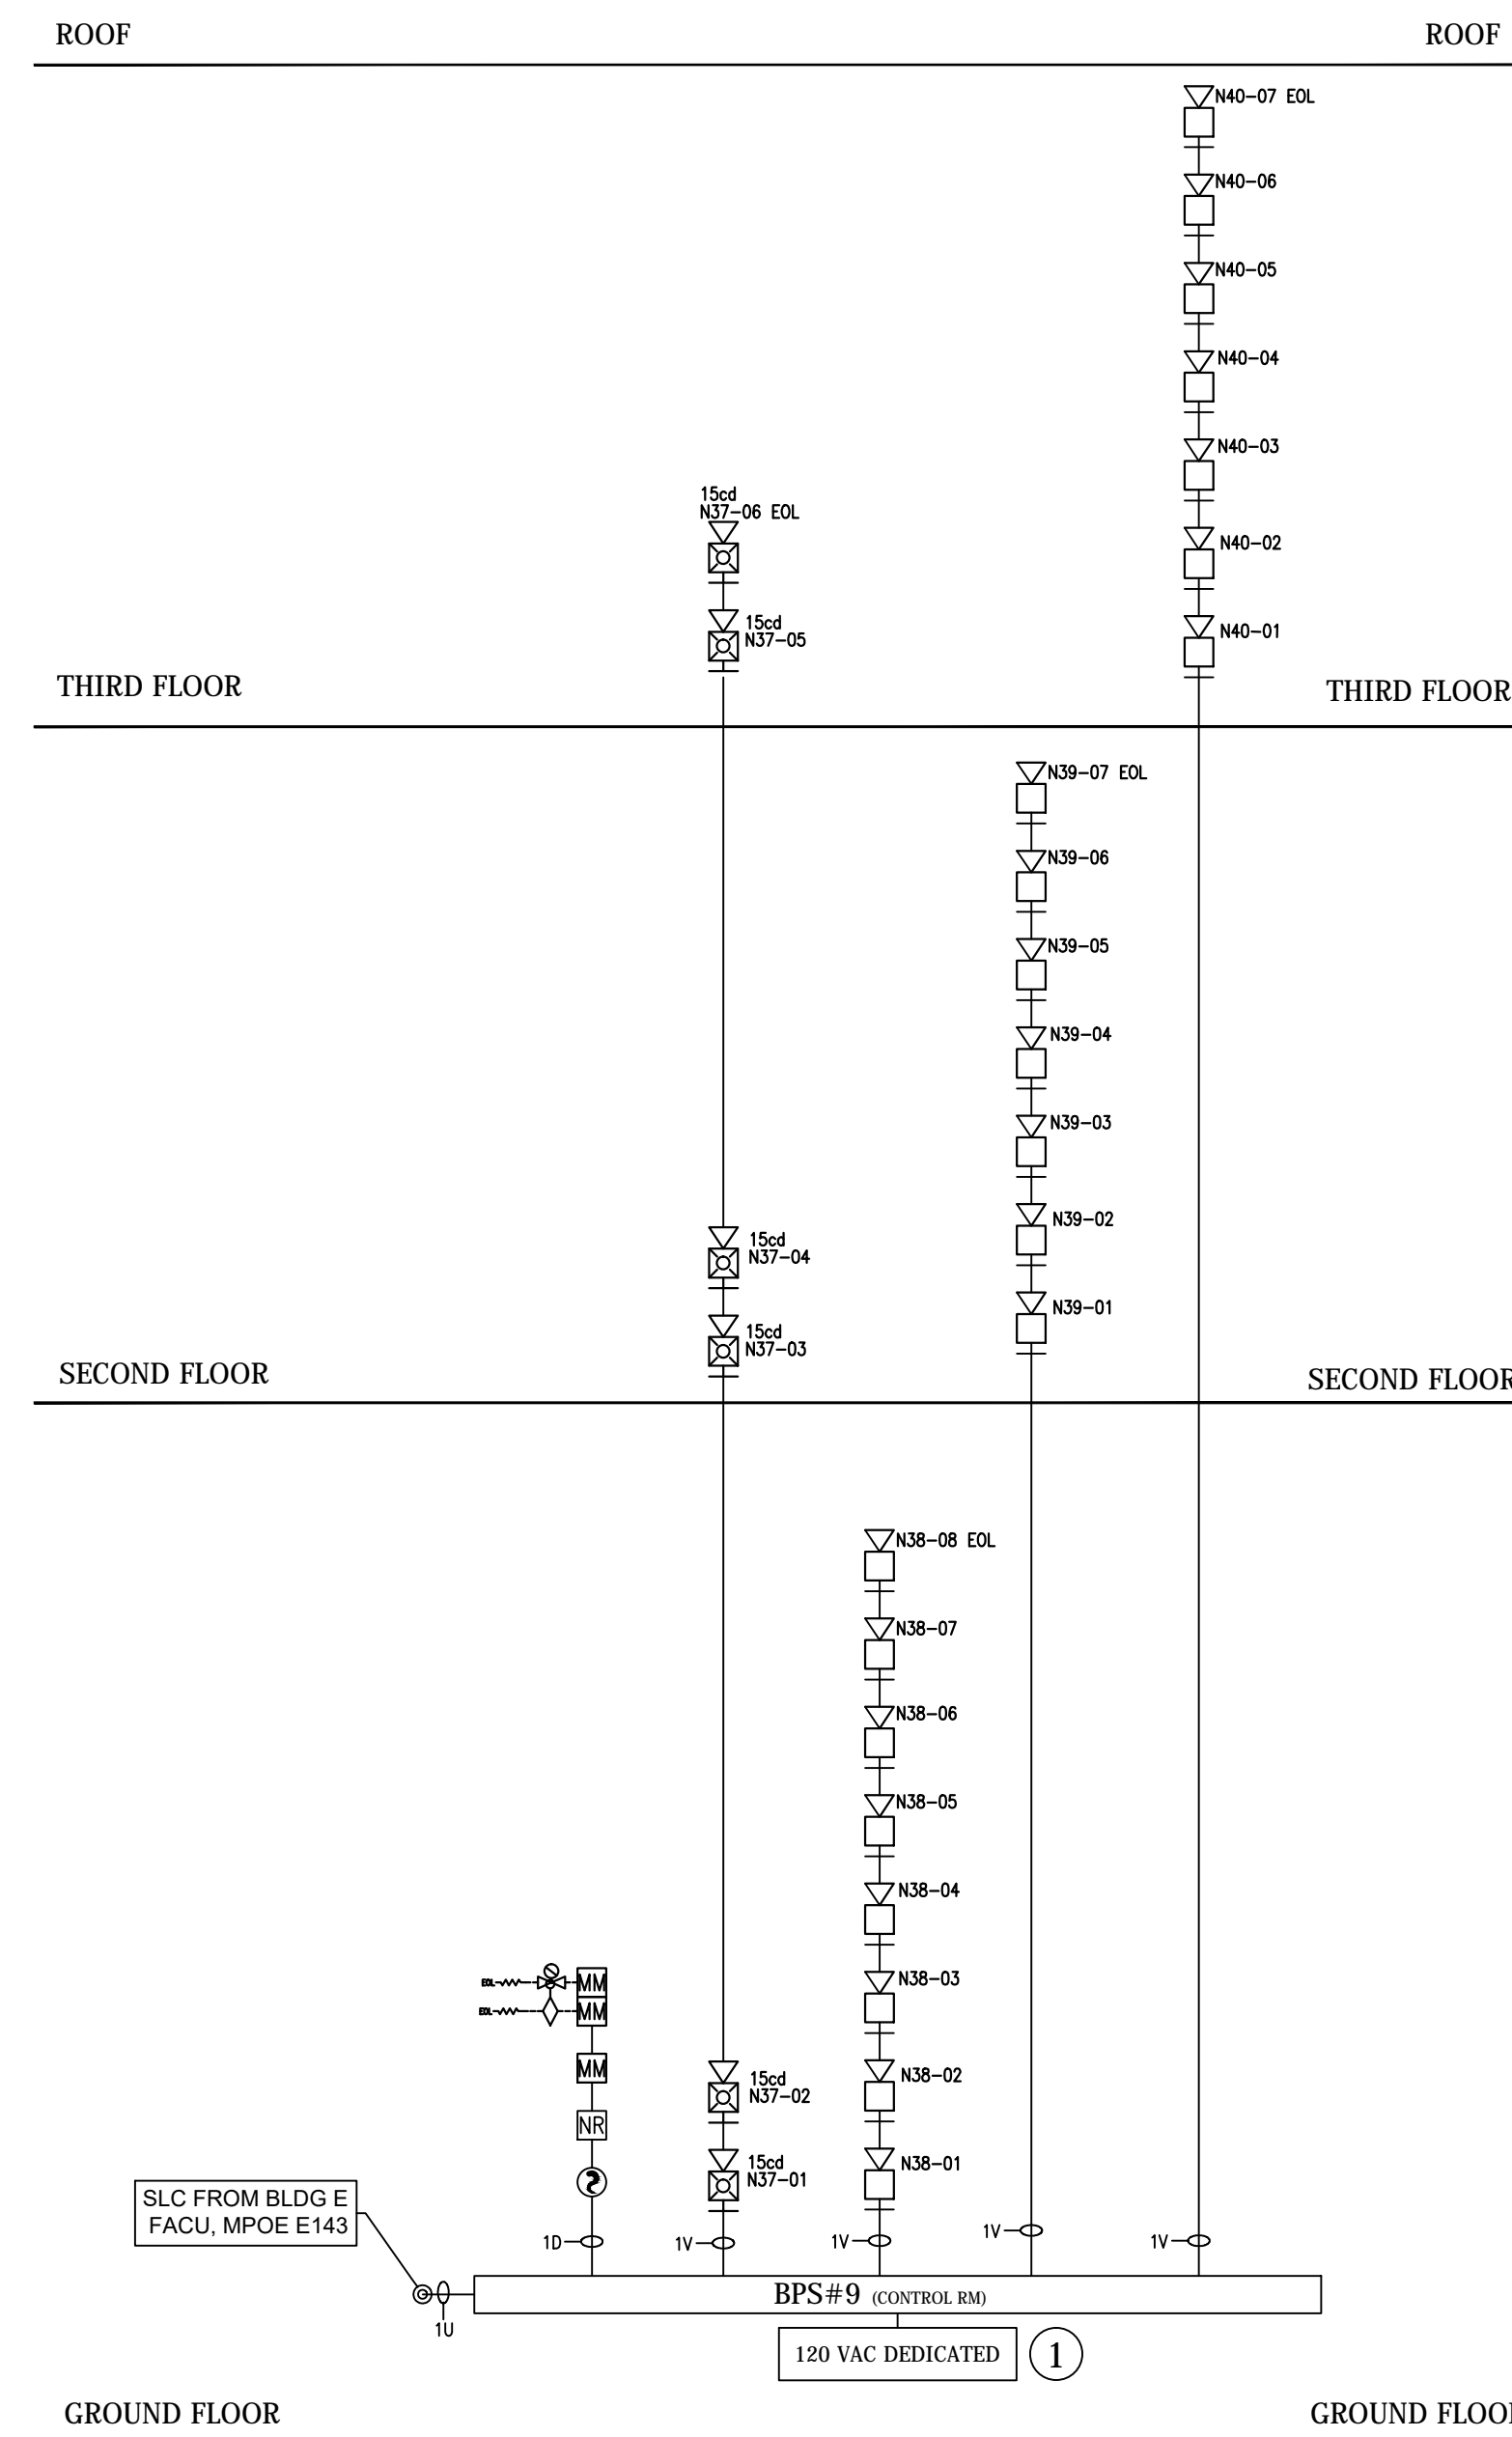 ROOF
ROOF
N40-07 EOL
N40-06
N40-05
N40-04
N40-03
15cd
N37-06 EOL
N40-02
15cd
N37-05
N40-01
THIRD FLOOR
THIRD FLOOR
N39-07 EOL
N39-06
N39-05
N39-04
N39-03
N39-02
15cd
N37-04
N39-01
15cd
N37-03
SECOND FLOOR
SECOND FLOOR
N38-08 EOL
N38-07
N38-06
N38-05
N38-04
N38-03
EOL
MM
EOL
MM
MM
15cd
N37-02
N38-02
NR
15cd
N37-01
N38-01
SLC FROM BLDG E
FACU, MPOE E143
1D
1V
1V
1V
1V
1U
BPS#9 (CONTROL RM)
120 VAC DEDICATED
1
GROUND FLOOR
GROUND FLOOR